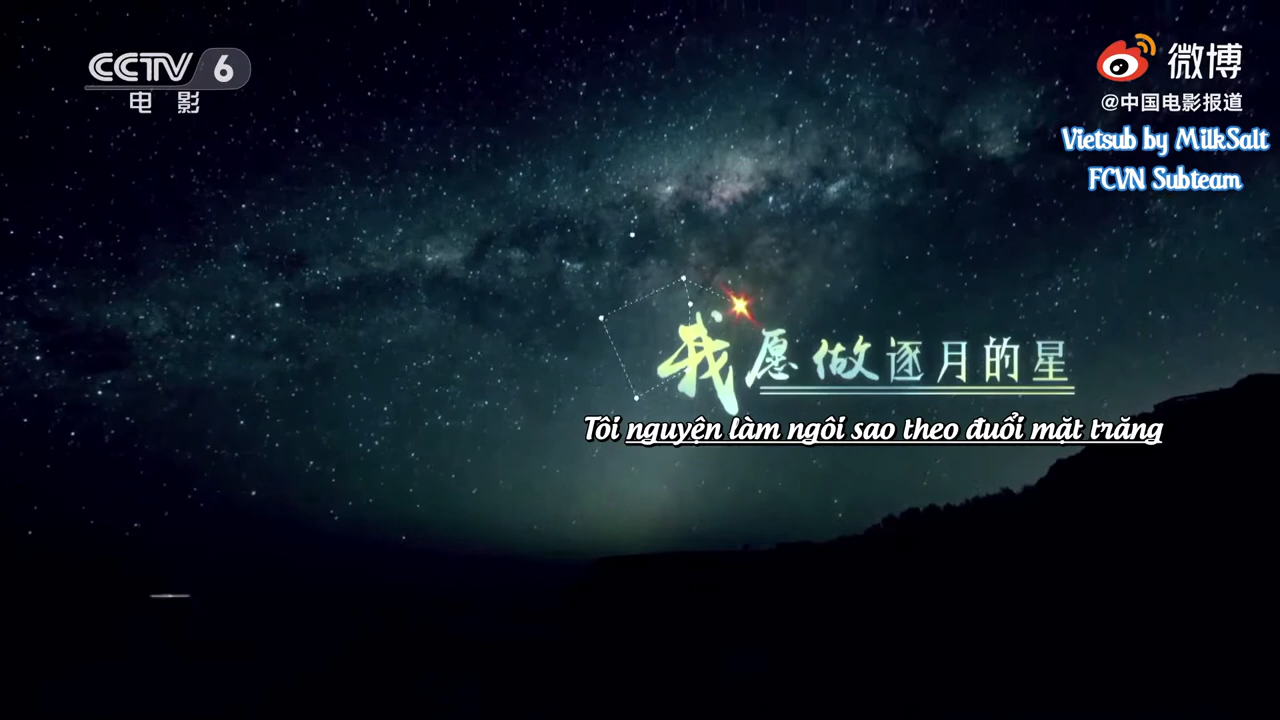 CCTV 6
电影
微博
@中国电影报道
Vietsub by MilkSalt
FCVN Subteam
我愿做逐月的星
Tôi nguyện làm ngôi sao theo đuổi mặt trăng